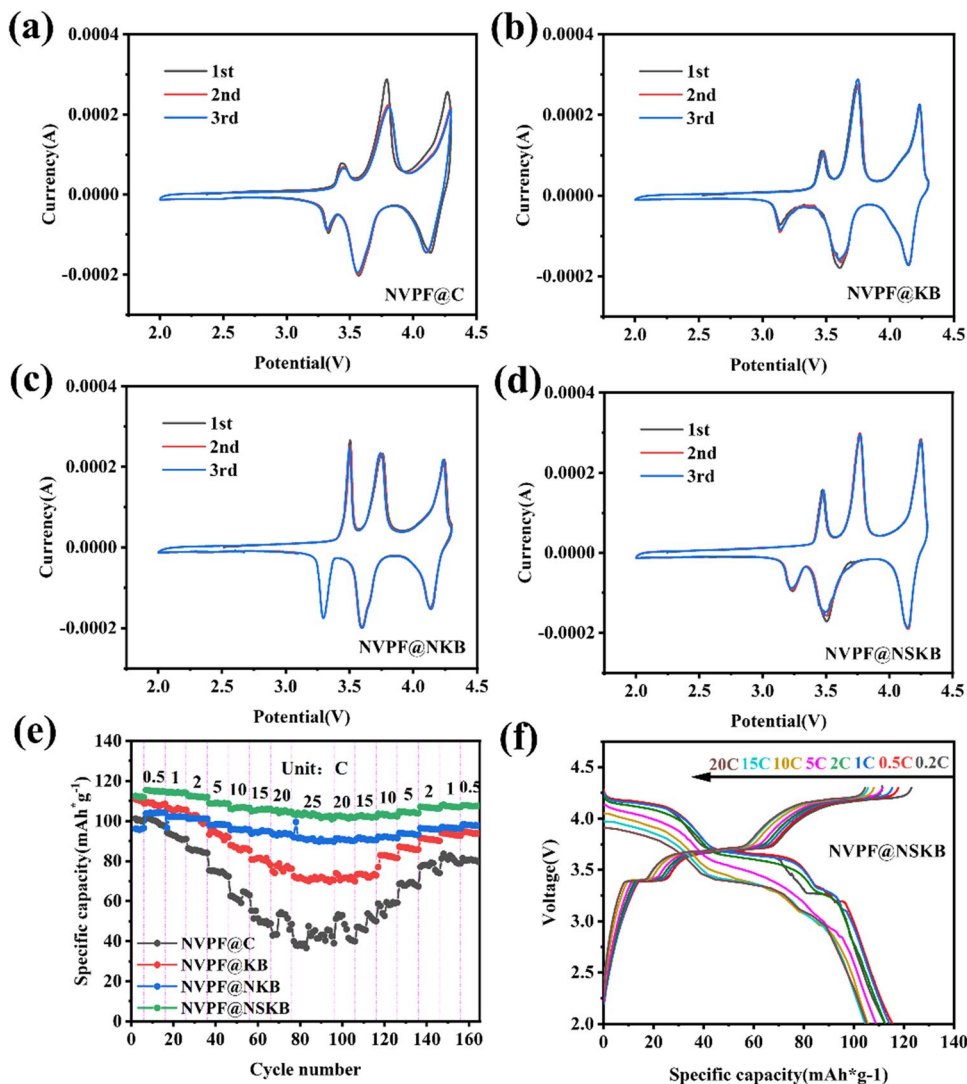 (a)
0.0004
0.0002
0.0000
-0.0002
Currency(A)
1st
2nd
3rd
NVPF@C
2.0 2.5 3.0 3.5 4.0 4.5
Potential(V)
(b)
0.0004
0.0002
0.0000
-0.0002
Currency(A)
1st
2nd
3rd
NVPF@KB
2.0 2.5 3.0 3.5 4.0 4.5
Potential(V)
(c)
0.0004
0.0002
0.0000
-0.0002
Currency(A)
1st
2nd
3rd
NVPF@NKB
2.0 2.5 3.0 3.5 4.0 4.5
Potential(V)
(d)
0.0004
0.0002
0.0000
-0.0002
Currency(A)
1st
2nd
3rd
NVPF@NSKB
2.0 2.5 3.0 3.5 4.0 4.5
Potential(V)
(e)
140
120
100
80
60
40
20
0
Specific capacity(mAh*g-1)
Unit: C
0.5 1 2 5 10 15 20 25 20 15 10 5 2 1 0.5
NVPF@C
NVPF@KB
NVPF@NKB
NVPF@NSKB
0 20 40 60 80 100 120 140 160
Cycle number
(f)
4.5
4.0
3.5
3.0
2.5
2.0
Voltage(V)
20C 15C 10C 5C 2C 1C 0.5C 0.2C
NVPF@NSKB
0 20 40 60 80 100 120 140
Specific capacity(mAh*g-1)